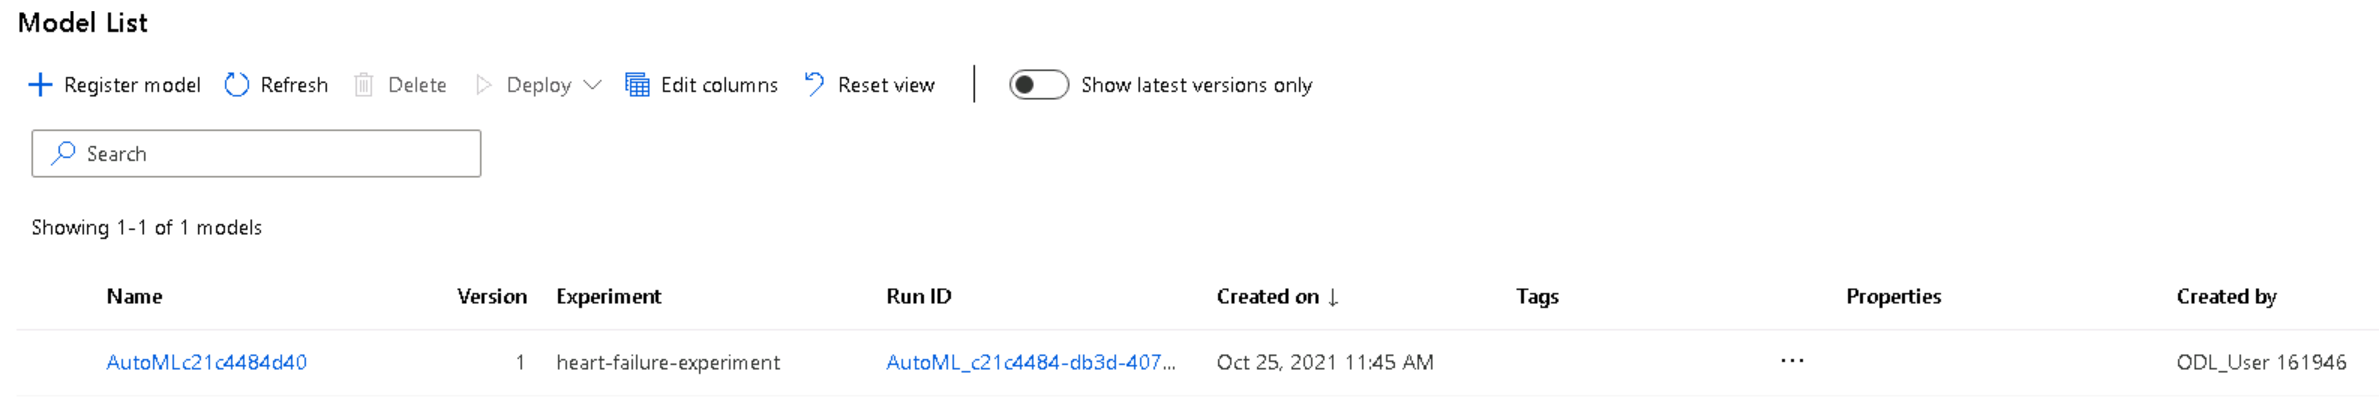 Model List
Register model Refresh Delete Deploy Edit columns Reset view Show latest versions only
Search
Showing 1-1 of 1 models
Name Version Experiment Run ID Created on ↓ Tags Properties Created by
AutoMLc21c4484d40 1 heart-failure-experiment AutoML_c21c4484-db3d-407... Oct 25, 2021 11:45 AM ... ODL_User 161946